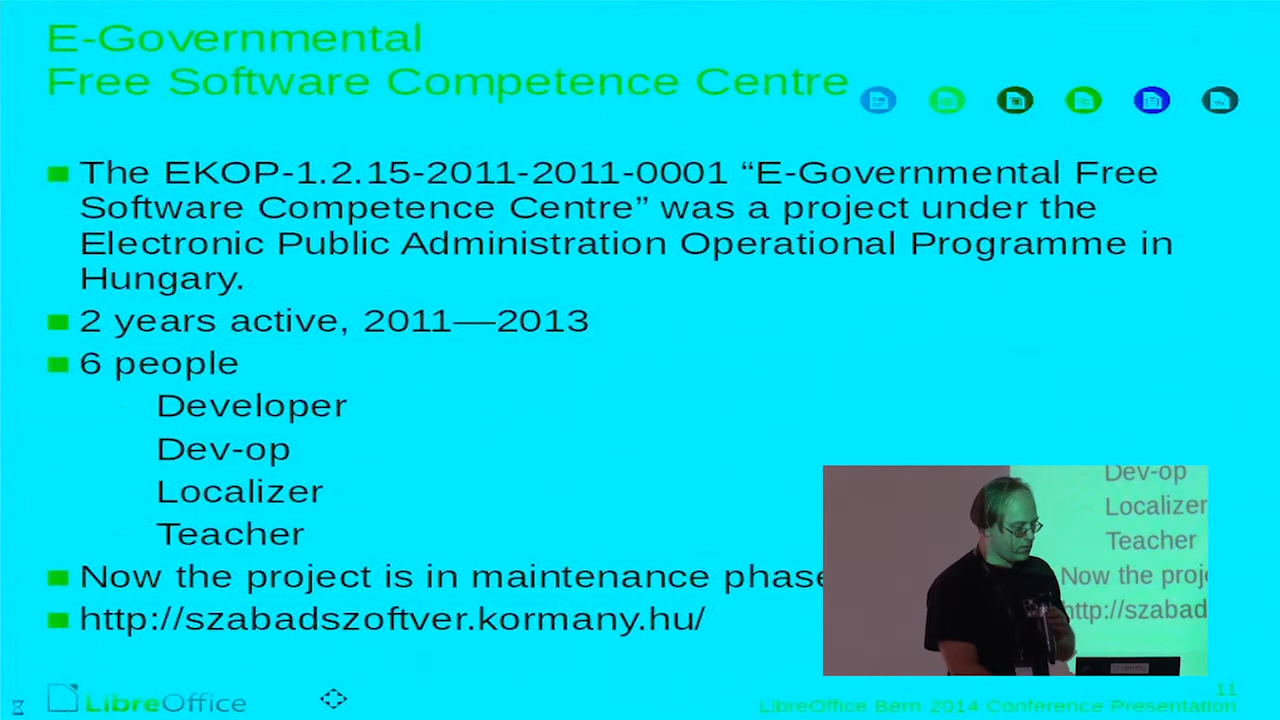 E-Governmental
Free Software Competence Centre
The EKOP-1.2.15-2011-2011-0001 “E-Governmental Free
Software Competence Centre” was a project under the
Electronic Public Administration Operational Programme in
Hungary.
2 years active, 2011—2013
6 people
Developer
Dev-op
Localizer
Teacher
Now the project is in maintenance phase
http://szabadszoftver.kormany.hu/
Dev-op
Localizer
Teacher
Now the proj
http://szabad
LibreOffice
11
LibreOffice Bern 2014 Conference Presentation